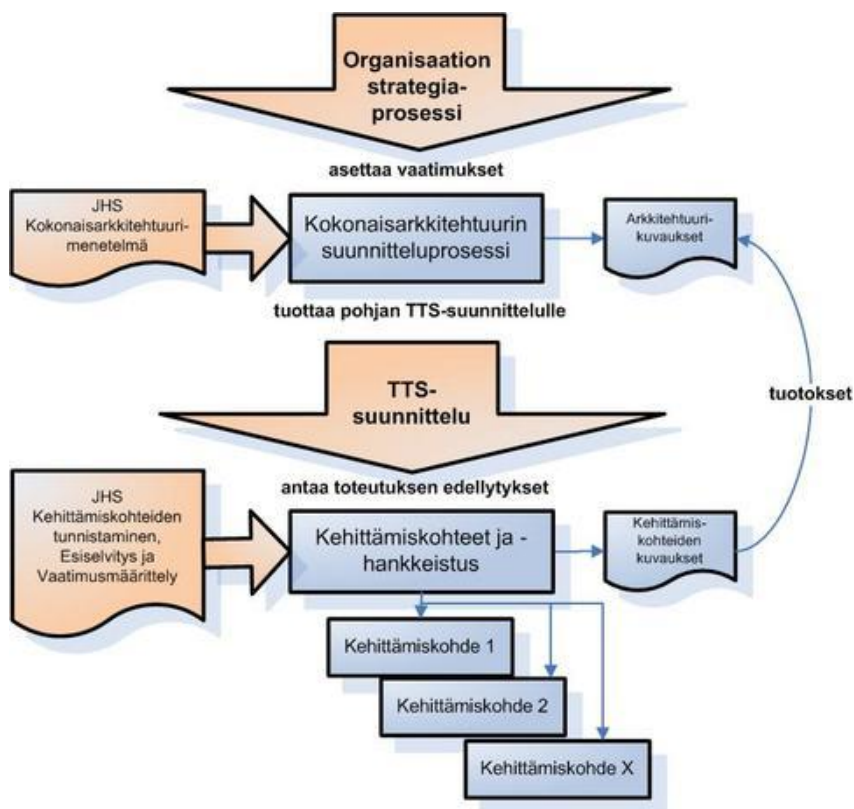 Organisaation
strategia-
prosessi
asettaa vaatimukset
JHS
Kokonaisarkkitehtuuri-
menetelmä
Kokonaisarkkitehtuurin
suunnitteluprosessi
Arkkitehtuuri-
kuvaukset
tuottaa pohjan TTS-suunnittelulle
TTS-
suunnittelu
tuotokset
antaa toteutuksen edellytykset
JHS
Kehittämiskohteiden
tunnistaminen,
Esiselvitys ja
Vaatimusmäärittely
Kehittämiskohteet ja -
hankkeistus
Kehittämis-
kohteiden
kuvaukset
Kehittämiskohde 1
Kehittämiskohde 2
Kehittämiskohde X